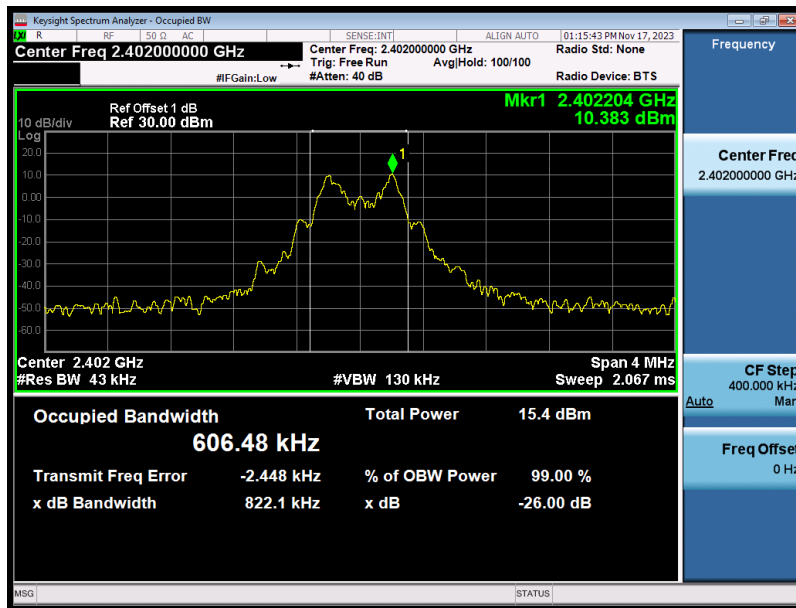 Keysight Spectrum Analyzer - Occupied BW
LXI R RF 50 Ω AC SENSE:INT ALIGN AUTO 01:15:43 PM Nov 17, 2023
Center Freq 2.402000000 GHz
Center Freq: 2.402000000 GHz
Radio Std: None
Trig: Free Run Avg|Hold: 100/100
#IFGain:Low
#Atten: 40 dB
Radio Device: BTS
Ref Offset 1 dB
Ref 30.00 dBm
10 dB/div
Log
Mkr1 2.402204 GHz
10.383 dBm
1
20.0
10.0
0.00
-10.0
-20.0
-30.0
-40.0
-50.0
-60.0
Center 2.402 GHz
Span 4 MHz
#Res BW 43 kHz
#VBW 130 kHz
Sweep 2.067 ms
Occupied Bandwidth
Total Power 15.4 dBm
606.48 kHz
Transmit Freq Error -2.448 kHz
% of OBW Power 99.00 %
x dB Bandwidth 822.1 kHz
x dB -26.00 dB
MSG
STATUS
Frequency
Center Freq
2.402000000 GHz
CF Step
400.000 kHz
Auto Man
Freq Offset
0 Hz